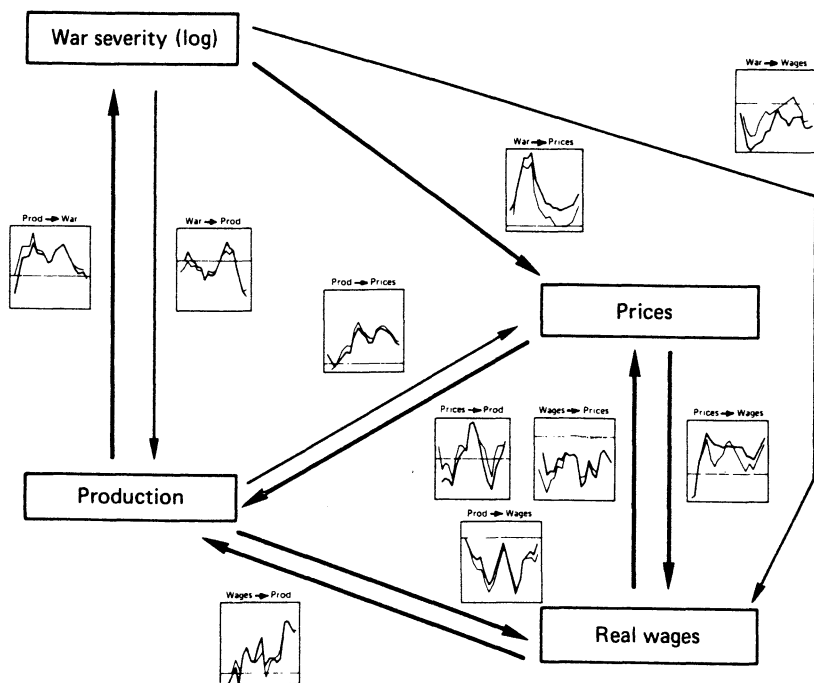 War severity (log)
War → Wages
War → Prices
Prod → War
War → Prod
Prod → Prices
Prices
Prices → Prod
Wages → Prices
Prices → Wages
Production
Prod → Wages
Wages → Prod
Real wages